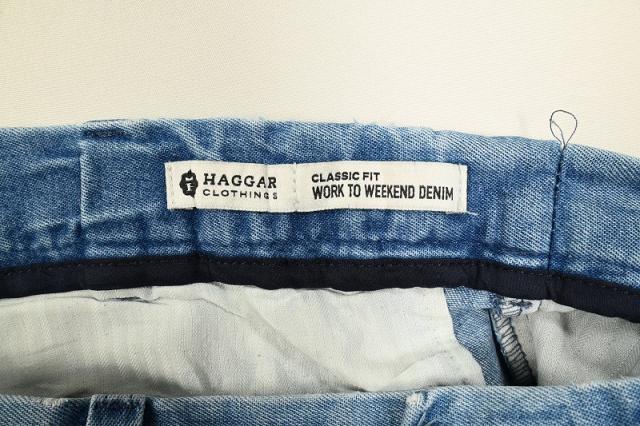 HAGGAR
CLOTHINGS
CLASSIC FIT
WORK TO WEEKEND DENIM